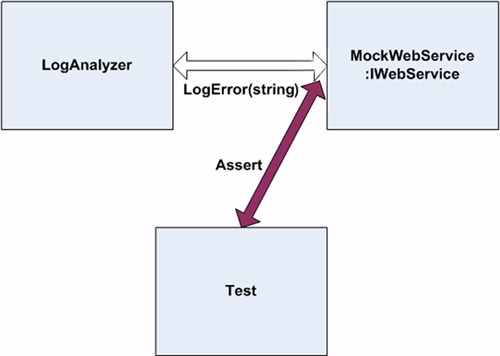 LogAnalyzer
MockWebService
:IWebService
LogError(string)
Assert
Test